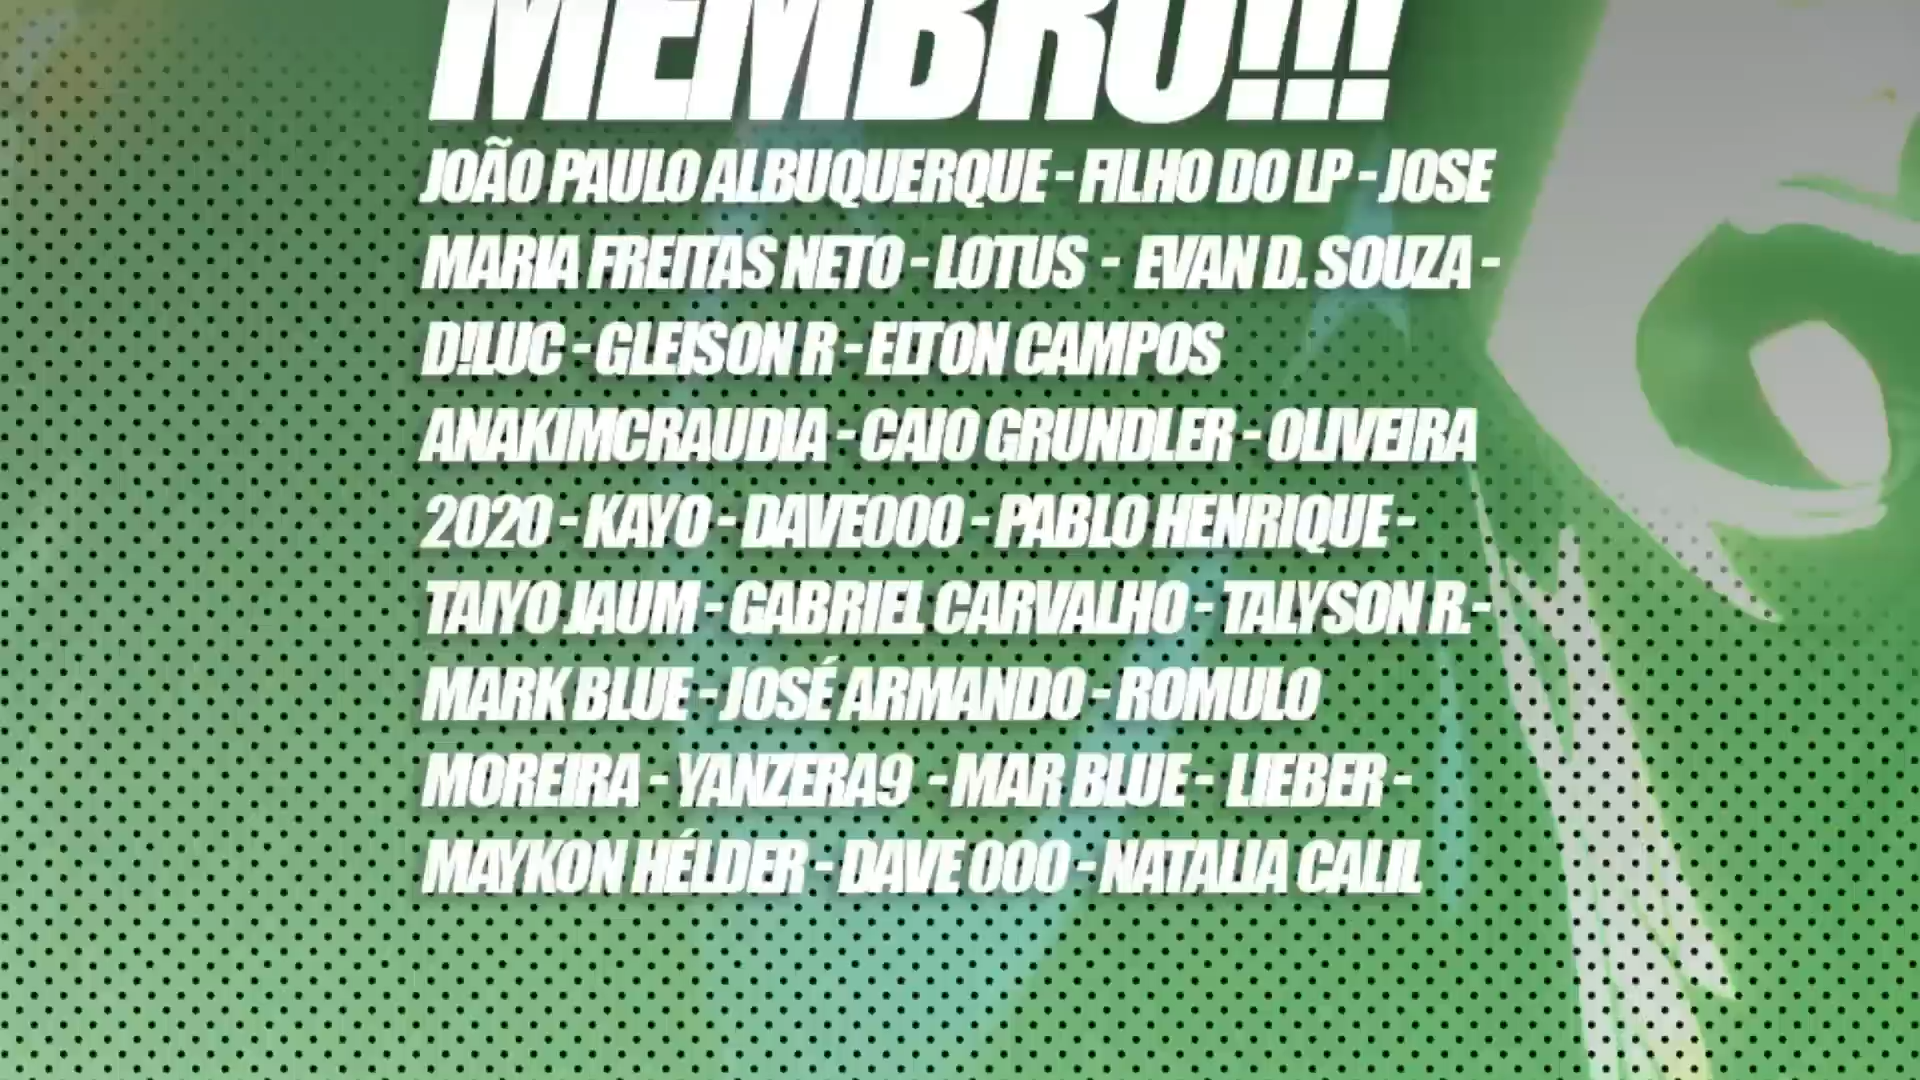 MEMBRO!!!
JOÃO PAULO ALBUQUERQUE - FILHO DO LP - JOSE
MARIA FREITAS NETO - LOTUS - EVAN D. SOUZA -
D!LUC - GLEISON R - ELTON CAMPOS
ANAKIMCRAUDIA - CAIO GRUNDLER - OLIVEIRA
2020 - KAYO - DAVE000 - PABLO HENRIQUE -
TAIYO JAUM - GABRIEL CARVALHO - TALYSON R. -
MARK BLUE - JOSÉ ARMANDO - ROMULO
MOREIRA - YANZERA9 - MAR BLUE - LIEBER -
MAYKON HÉLDER - DAVE 000 - NATALIA CALIL